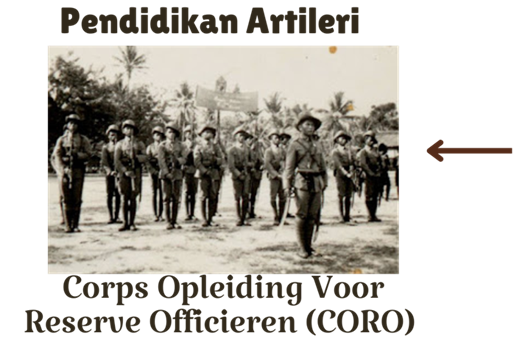 Pendidikan Artileri
Corps Opleiding Voor
Reserve Officieren (CORO)